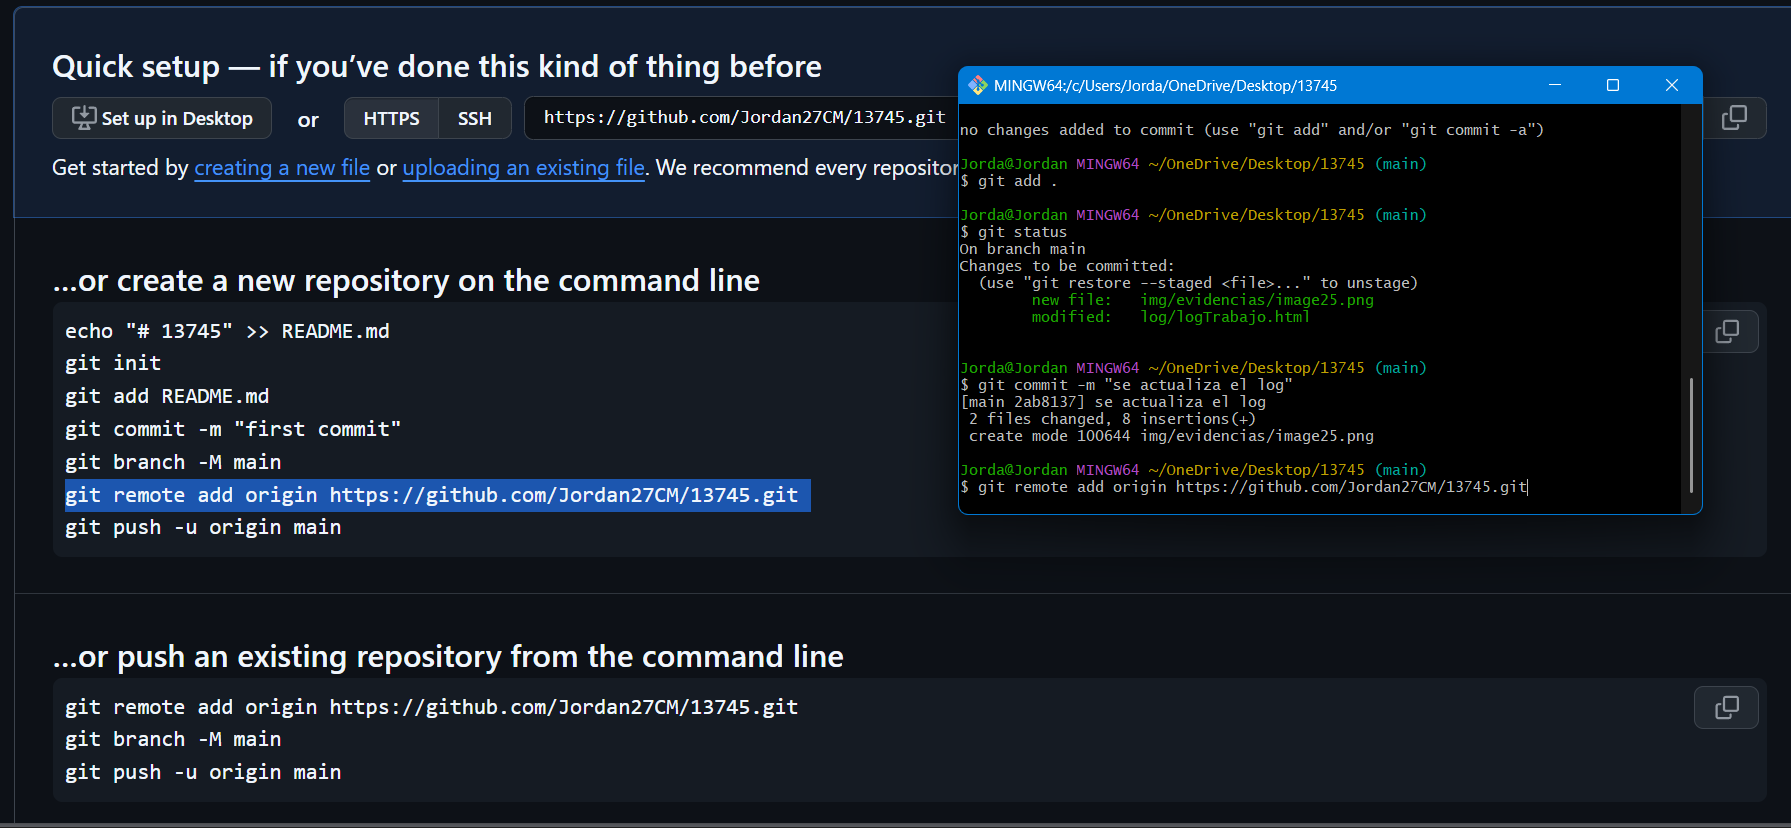 Quick setup — if you’ve done this kind of thing before
Set up in Desktop or HTTPS SSH https://github.com/Jordan27CM/13745.git
Get started by creating a new file or uploading an existing file. We recommend every repositor
...or create a new repository on the command line
echo "# 13745" >> README.md
git init
git add README.md
git commit -m "first commit"
git branch -M main
git remote add origin https://github.com/Jordan27CM/13745.git
git push -u origin main
...or push an existing repository from the command line
git remote add origin https://github.com/Jordan27CM/13745.git
git branch -M main
git push -u origin main
MINGW64:/c/Users/Jorda/OneDrive/Desktop/13745
no changes added to commit (use "git add" and/or "git commit -a")
Jorda@Jordan MINGW64 ~/OneDrive/Desktop/13745 (main)
$ git add .
Jorda@Jordan MINGW64 ~/OneDrive/Desktop/13745 (main)
$ git status
On branch main
Changes to be committed:
(use "git restore --staged <file>..." to unstage)
new file: img/evidencias/image25.png
modified: log/logTrabajo.html
Jorda@Jordan MINGW64 ~/OneDrive/Desktop/13745 (main)
$ git commit -m "se actualiza el log"
[main 2ab8137] se actualiza el log
2 files changed, 8 insertions(+)
create mode 100644 img/evidencias/image25.png
Jorda@Jordan MINGW64 ~/OneDrive/Desktop/13745 (main)
$ git remote add origin https://github.com/Jordan27CM/13745.git